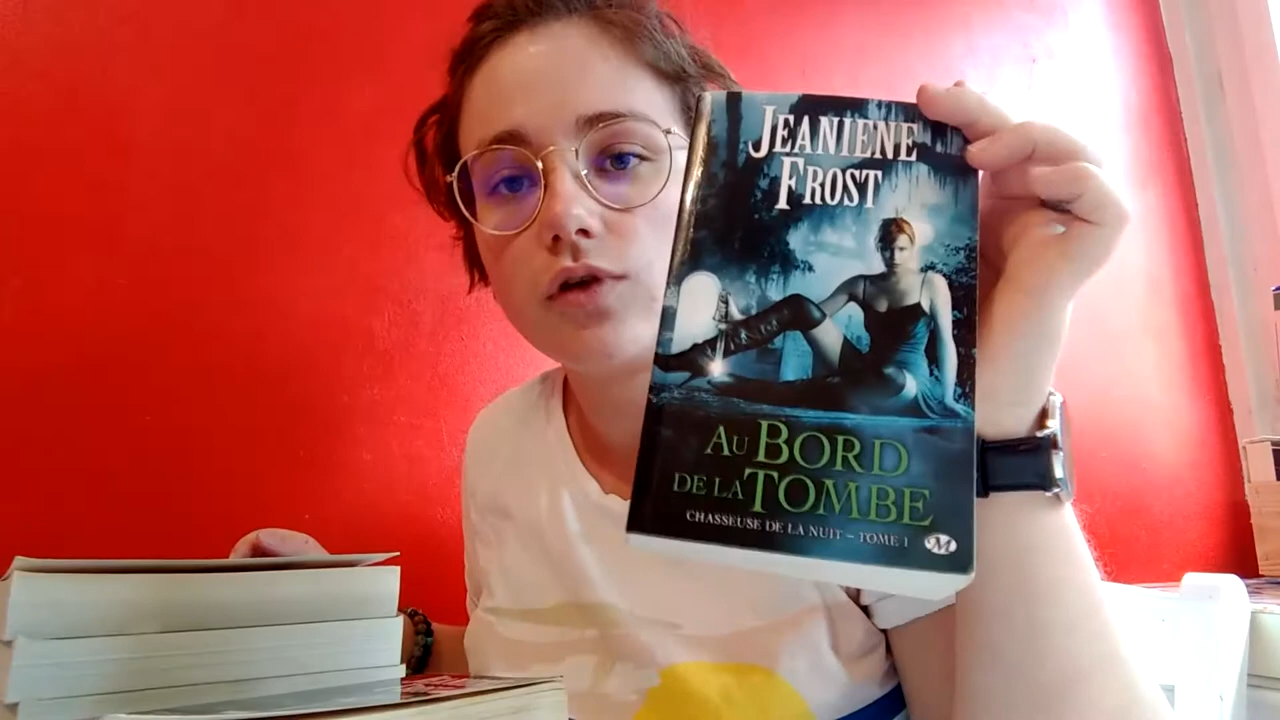 JEANIENE
FROST
AU BORD
DE LA TOMBE
CHASSEUSE DE LA NUIT – TOME 1
M